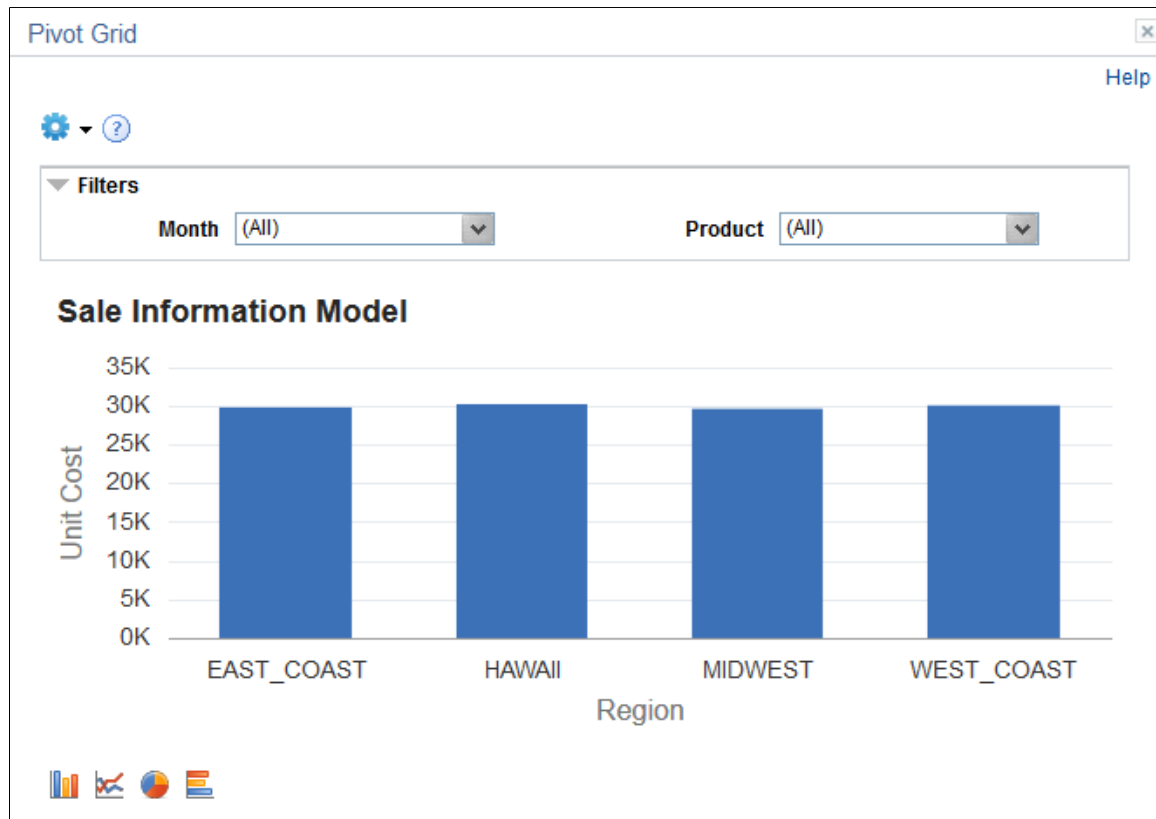 Pivot Grid
Help
?
Filters
Month (All) Product (All)
Sale Information Model
35K
30K
25K
20K
15K
10K
5K
0K
Unit Cost
EAST_COAST HAWAII MIDWEST WEST_COAST
Region